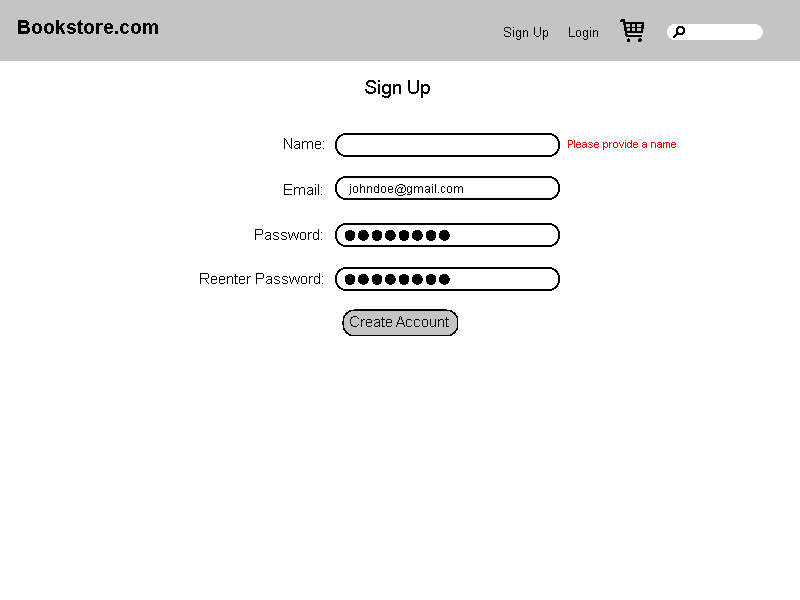 Bookstore.com
Sign Up Login
Sign Up
Name: Please provide a name
Email: johndoe@gmail.com
Password: ●●●●●●●●
Reenter Password: ●●●●●●●●
Create Account